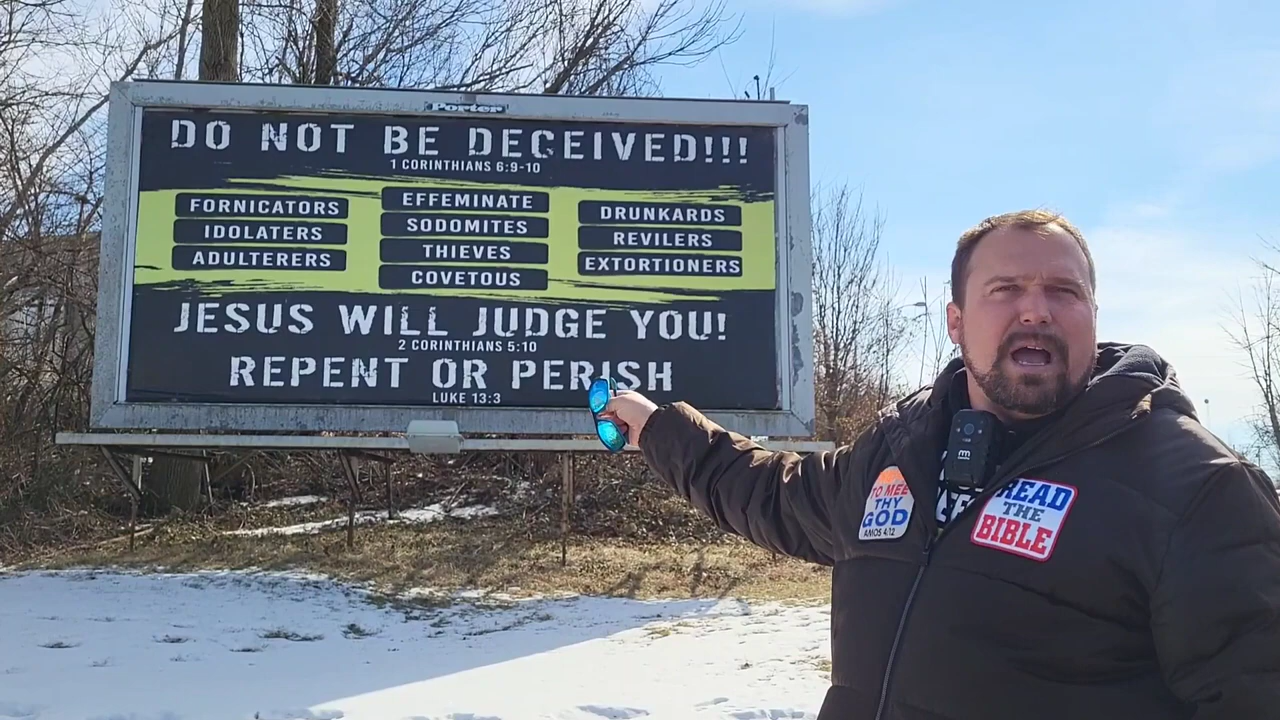 Porter
DO NOT BE DECEIVED!!!
1 CORINTHIANS 6:9-10
FORNICATORS
IDOLATERS
ADULTERERS
EFFEMINATE
SODOMITES
THIEVES
COVETOUS
DRUNKARDS
REVILERS
EXTORTIONERS
JESUS WILL JUDGE YOU!
2 CORINTHIANS 5:10
REPENT OR PERISH
LUKE 13:3
TO MEE
THY
GOD
AMOS 4:12
READ
THE
BIBLE